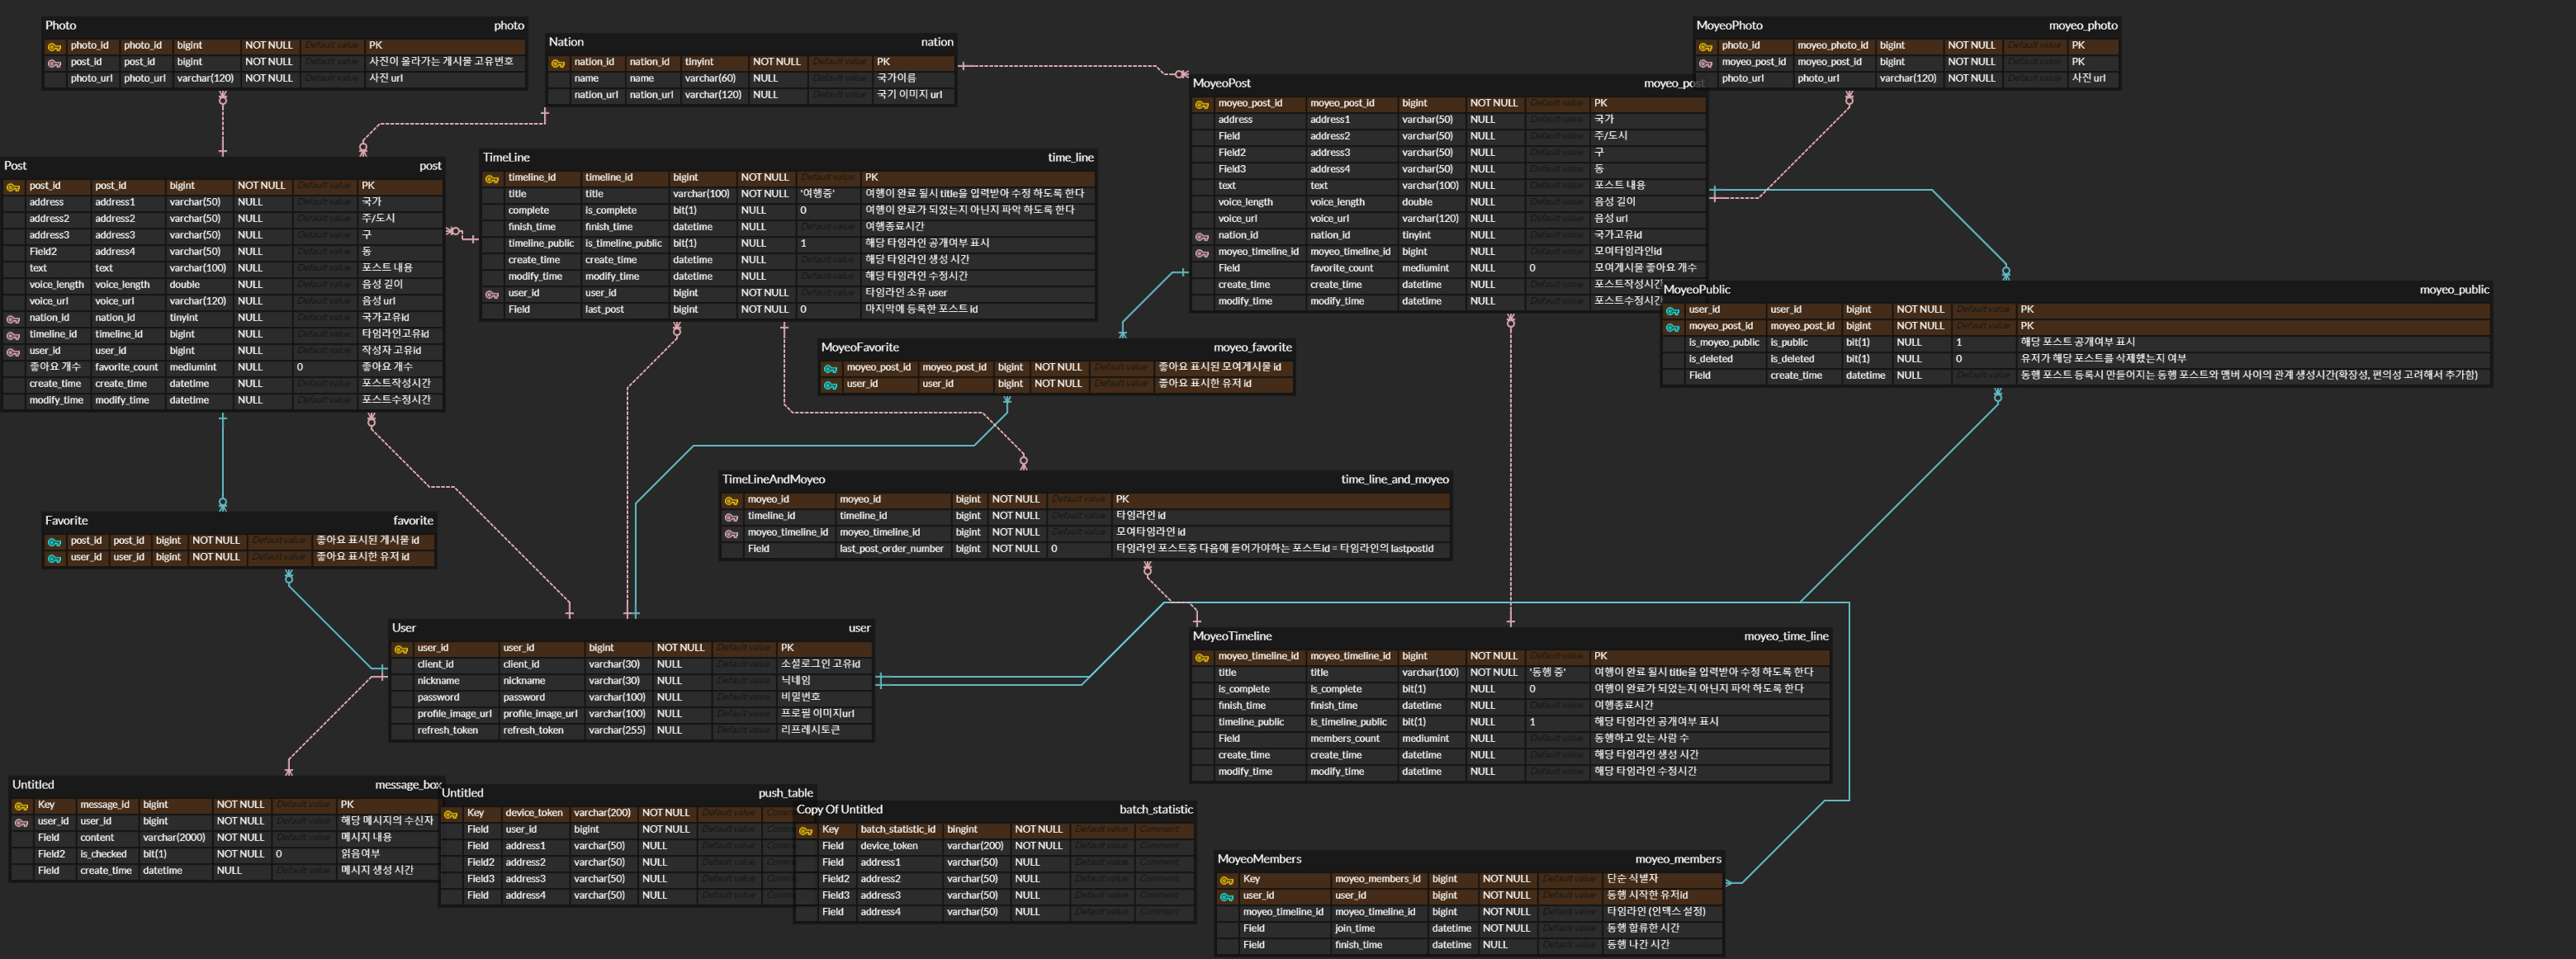 Photo photo
photo_id photo_id bigint NOT NULL Default value PK
post_id post_id bigint NOT NULL Default value 사진이 올라가는 게시물 고유번호
photo_url photo_url varchar(120) NOT NULL Default value 사진 url
Nation nation
nation_id nation_id tinyint NOT NULL Default value PK
name name varchar(60) NULL Default value 국가이름
nation_url nation_url varchar(120) NULL Default value 국기 이미지 url
MoyeoPhoto moyeo_photo
photo_id moyeo_photo_id bigint NOT NULL Default value PK
moyeo_post_id moyeo_post_id bigint NOT NULL Default value PK
photo_url photo_url varchar(120) NOT NULL Default value 사진 url
MoyeoPost moyeo_post
moyeo_post_id moyeo_post_id bigint NOT NULL Default value PK
address address1 varchar(50) NULL Default value 국가
Field address2 varchar(50) NULL Default value 주/도시
Field2 address3 varchar(50) NULL Default value 구
Field3 address4 varchar(50) NULL Default value 동
text text varchar(100) NULL Default value 포스트 내용
voice_length voice_length double NULL Default value 음성 길이
voice_url voice_url varchar(120) NULL Default value 음성 url
nation_id nation_id tinyint NULL Default value 국가고유id
moyeo_timeline_id moyeo_timeline_id bigint NULL Default value 모여타임라인id
Field favorite_count mediumint NULL 0 모여게시물 좋아요 개수
create_time create_time datetime NULL Default value 포스트작성시간
modify_time modify_time datetime NULL Default value 포스트수정시간
Post post
post_id post_id bigint NOT NULL Default value PK
address address1 varchar(50) NULL Default value 국가
address2 address2 varchar(50) NULL Default value 주/도시
address3 address3 varchar(50) NULL Default value 구
Field2 address4 varchar(50) NULL Default value 동
text text varchar(100) NULL Default value 포스트 내용
voice_length voice_length double NULL Default value 음성 길이
voice_url voice_url varchar(120) NULL Default value 음성 url
nation_id nation_id tinyint NULL Default value 국가고유id
timeline_id timeline_id bigint NULL Default value 타임라인고유id
user_id user_id bigint NULL Default value 작성자 고유id
좋아요 개수 favorite_count mediumint NULL 0 좋아요 개수
create_time create_time datetime NULL Default value 포스트작성시간
modify_time modify_time datetime NULL Default value 포스트수정시간
TimeLine time_line
timeline_id timeline_id bigint NOT NULL Default value PK
title title varchar(100) NOT NULL '여행중' 여행이 완료 될시 title을 입력받아 수정 하도록 한다
complete is_complete bit(1) NULL 0 여행이 완료가 되었는지 아닌지 파악 하도록 한다
finish_time finish_time datetime NULL Default value 여행종료시간
timeline_public is_timeline_public bit(1) NULL 1 해당 타임라인 공개여부 표시
create_time create_time datetime NULL Default value 해당 타임라인 생성 시간
modify_time modify_time datetime NULL Default value 해당 타임라인 수정시간
user_id user_id bigint NOT NULL Default value 타임라인 소유 user
Field last_post bigint NOT NULL 0 마지막에 등록한 포스트 id
MoyeoPublic moyeo_public
user_id user_id bigint NOT NULL Default value PK
moyeo_post_id moyeo_post_id bigint NOT NULL Default value PK
is_moyeo_public is_public bit(1) NULL 1 해당 포스트 공개여부 표시
is_deleted is_deleted bit(1) NULL 0 유저가 해당 포스트를 삭제했는지 여부
Field create_time datetime NULL Default value 동행 포스트 등록시 만들어지는 동행 포스트와 맴버 사이의 관계 생성시간(확장성, 편의성 고려해서 추가함)
MoyeoFavorite moyeo_favorite
moyeo_post_id moyeo_post_id bigint NOT NULL Default value 좋아요 표시된 모여게시물 id
user_id user_id bigint NOT NULL Default value 좋아요 표시한 유저 id
TimeLineAndMoyeo time_line_and_moyeo
moyeo_id moyeo_id bigint NOT NULL Default value PK
timeline_id timeline_id bigint NOT NULL Default value 타임라인 id
moyeo_timeline_id moyeo_timeline_id bigint NOT NULL Default value 모여타임라인 id
Field last_post_order_number bigint NOT NULL 0 타임라인 포스트중 다음에 들어가야하는 포스트id = 타임라인의 lastpostid
Favorite favorite
post_id post_id bigint NOT NULL Default value 좋아요 표시된 게시물 id
user_id user_id bigint NOT NULL Default value 좋아요 표시한 유저 id
User user
user_id user_id bigint NOT NULL Default value PK
client_id client_id varchar(30) NULL Default value 소셜로그인 고유id
nickname nickname varchar(30) NULL Default value 닉네임
password password varchar(100) NULL Default value 비밀번호
profile_image_url profile_image_url varchar(100) NULL Default value 프로필 이미지url
refresh_token refresh_token varchar(255) NULL Default value 리프레시토큰
MoyeoTimeline moyeo_time_line
moyeo_timeline_id moyeo_timeline_id bigint NOT NULL Default value PK
title title varchar(100) NOT NULL '동행 중' 여행이 완료 될시 title을 입력받아 수정 하도록 한다
is_complete is_complete bit(1) NULL 0 여행이 완료가 되었는지 아닌지 파악 하도록 한다
finish_time finish_time datetime NULL Default value 여행종료시간
timeline_public is_timeline_public bit(1) NULL 1 해당 타임라인 공개여부 표시
Field members_count mediumint NULL Default value 동행하고 있는 사람 수
create_time create_time datetime NULL Default value 해당 타임라인 생성 시간
modify_time modify_time datetime NULL Default value 해당 타임라인 수정시간
Untitled message_box
Key message_id bigint NOT NULL Default value PK
user_id user_id bigint NOT NULL Default value 해당 메시지의 수신자
Field content varchar(2000) NOT NULL Default value 메시지 내용
Field2 is_checked bit(1) NOT NULL 0 읽음여부
Field create_time datetime NULL Default value 메시지 생성 시간
Untitled push_table
Key device_token varchar(200) NOT NULL Default value
Field user_id bigint NOT NULL Default value
Field address1 varchar(50) NULL Default value
Field2 address2 varchar(50) NULL Default value
Field3 address3 varchar(50) NULL Default value
Field address4 varchar(50) NULL Default value
Copy Of Untitled batch_statistic
Key batch_statistic_id bingint NOT NULL Default value Comment
Field device_token varchar(200) NOT NULL Default value Comment
Field address1 varchar(50) NULL Default value Comment
Field2 address2 varchar(50) NULL Default value Comment
Field3 address3 varchar(50) NULL Default value Comment
Field address4 varchar(50) NULL Default value Comment
MoyeoMembers moyeo_members
Key moyeo_members_id bigint NOT NULL Default value 단순 식별자
user_id user_id bigint NOT NULL Default value 동행 시작한 유저id
moyeo_timeline_id moyeo_timeline_id bigint NOT NULL Default value 타임라인 (인덱스 설정)
Field join_time datetime NOT NULL Default value 동행 합류한 시간
Field finish_time datetime NULL Default value 동행 나간 시간